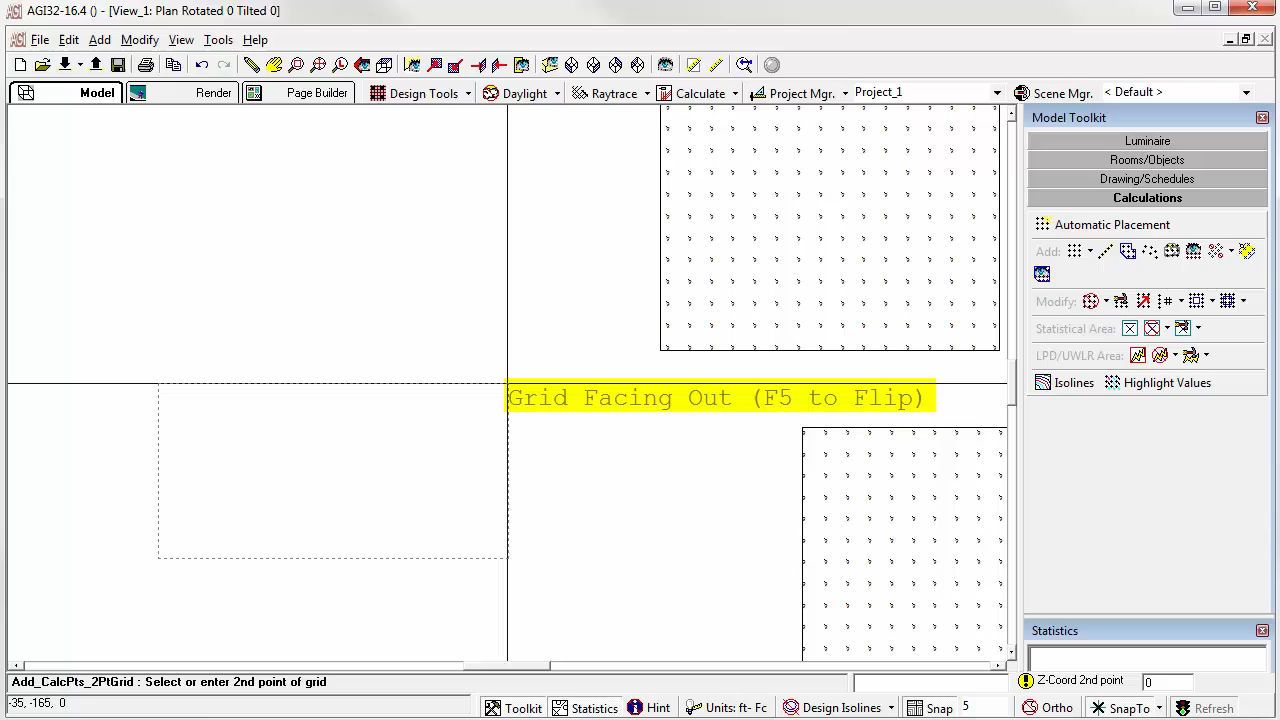 AGI32-16.4 () - [View_1: Plan Rotated 0 Tilted 0]
AGI File Edit Add Modify View Tools Help
Model Render Page Builder Design Tools Daylight Raytrace Calculate Project Mgr. Project_1 Scene Mgr. < Default >
Model Toolkit
Luminaire
Rooms/Objects
Drawing/Schedules
Calculations
Automatic Placement
Add:
Modify:
Statistical Area:
LPD/UWLR Area:
Isolines Highlight Values
Grid Facing Out (F5 to Flip)
Statistics
Add_CalcPts_2PtGrid : Select or enter 2nd point of grid
Z-Coord 2nd point 0
-35, -165, 0
Toolkit Statistics Hint Units: ft- Fc Design Isolines Snap 5 Ortho SnapTo Refresh